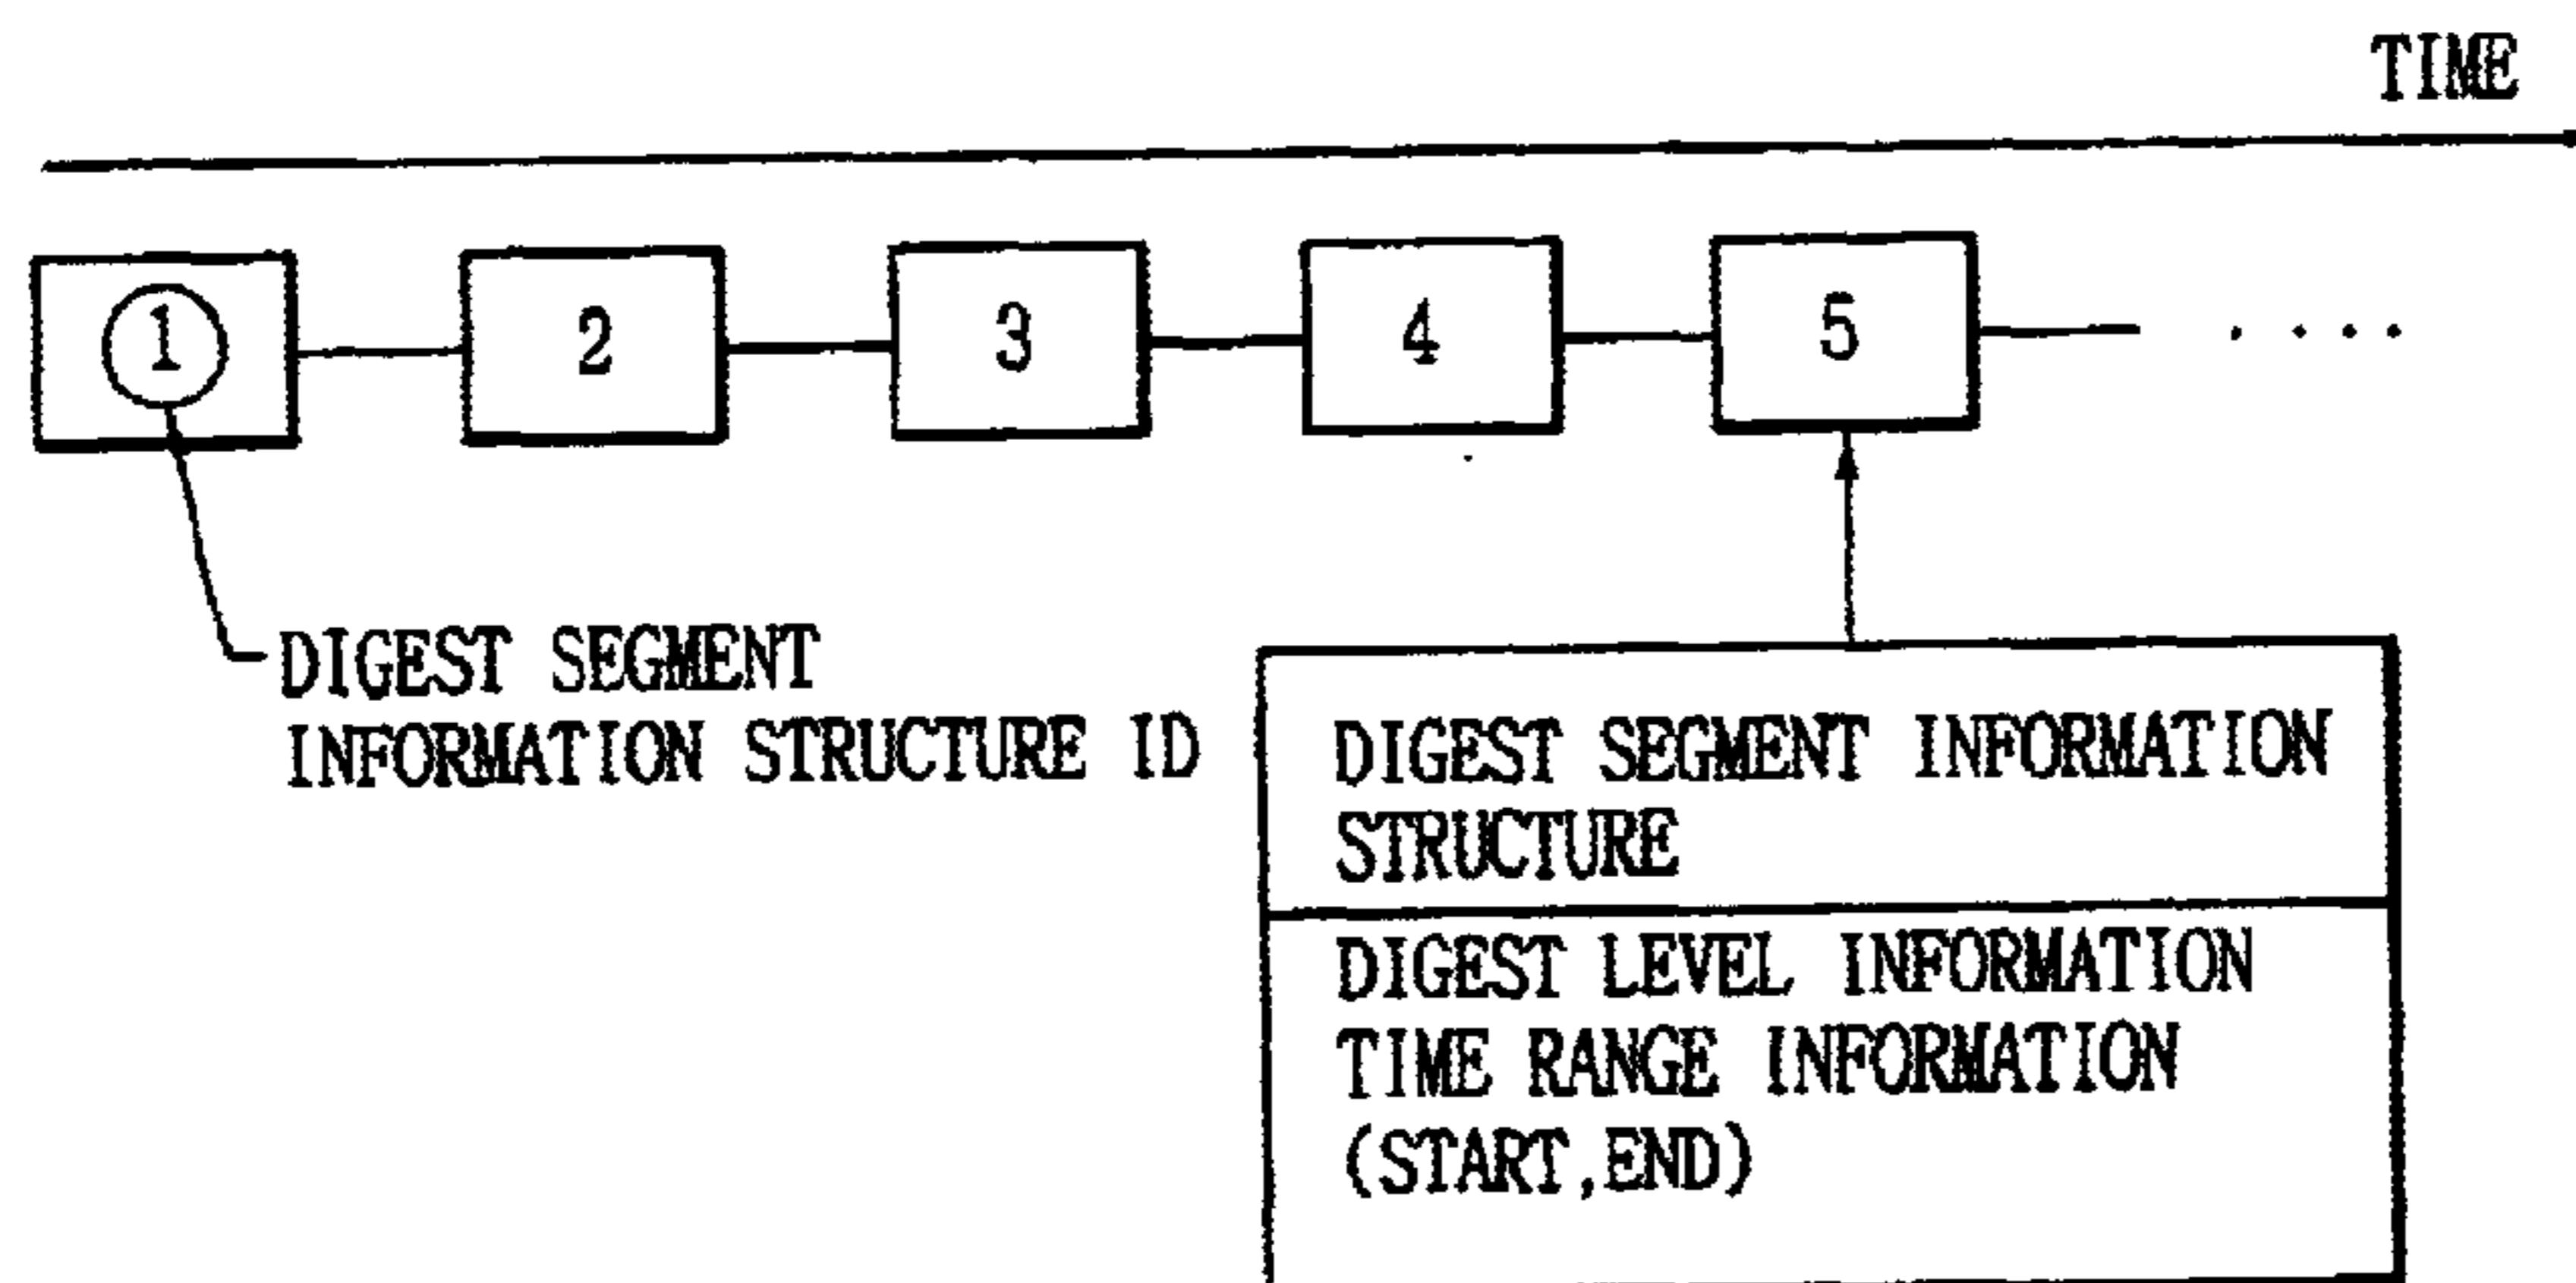 TIME
1
2
3
4
5
....
DIGEST SEGMENT
INFORMATION STRUCTURE ID
DIGEST SEGMENT INFORMATION
STRUCTURE
DIGEST LEVEL INFORMATION
TIME RANGE INFORMATION
(START,END)